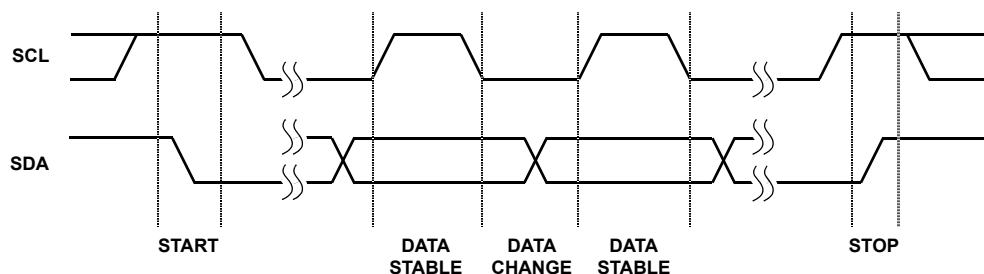 SCL
SDA
START
DATA STABLE
DATA CHANGE
DATA STABLE
STOP